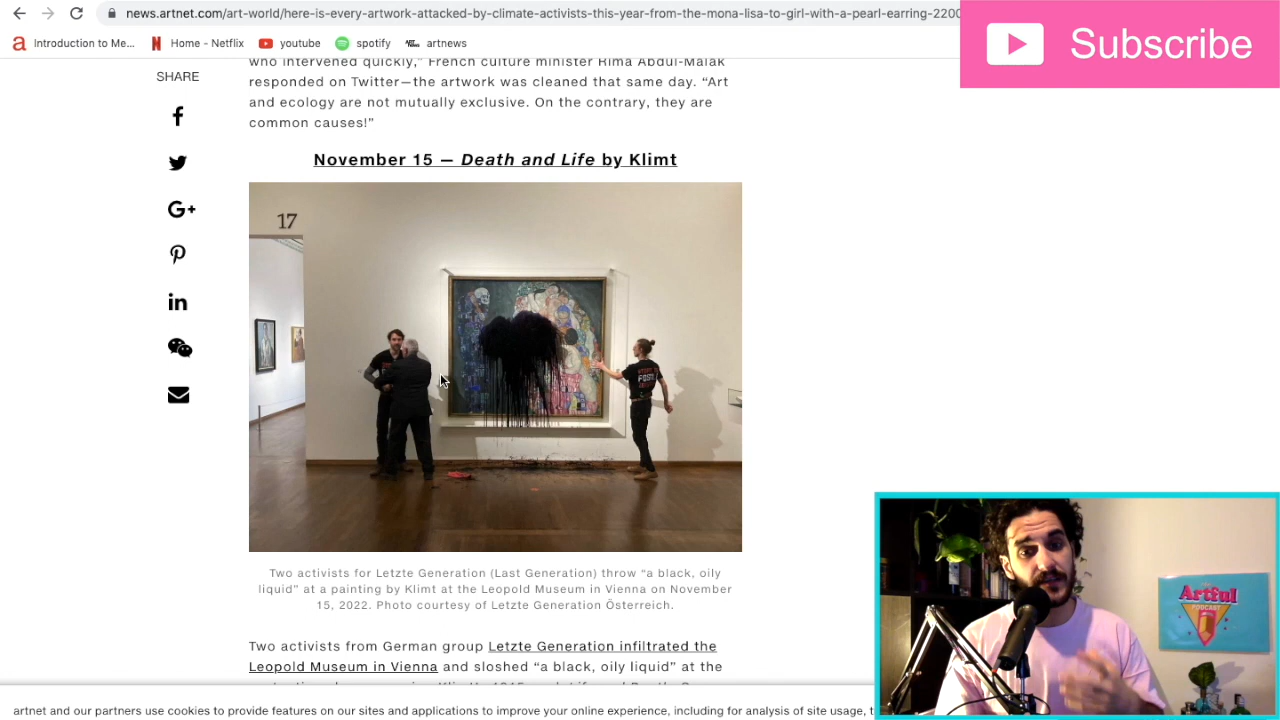 news.artnet.com/art-world/here-is-every-artwork-attacked-by-climate-activists-this-year-from-the-mona-lisa-to-girl-with-a-pearl-earring-2200
Subscribe
Introduction to Me...
Home - Netflix
youtube
spotify
artnews
SHARE
G+
in
who intervened quickly,” French culture minister Rima Abdul-Malak
responded on Twitter—the artwork was cleaned that same day. “Art
and ecology are not mutually exclusive. On the contrary, they are
common causes!”
November 15 — Death and Life by Klimt
17
Two activists for Letzte Generation (Last Generation) throw “a black, oily
liquid” at a painting by Klimt at the Leopold Museum in Vienna on November
15, 2022. Photo courtesy of Letzte Generation Österreich.
Two activists from German group Letzte Generation infiltrated the
Leopold Museum in Vienna and sloshed “a black, oily liquid” at the
Artful
PODCAST
artnet and our partners use cookies to provide features on our sites and applications to improve your online experience, including for analysis of site usage,